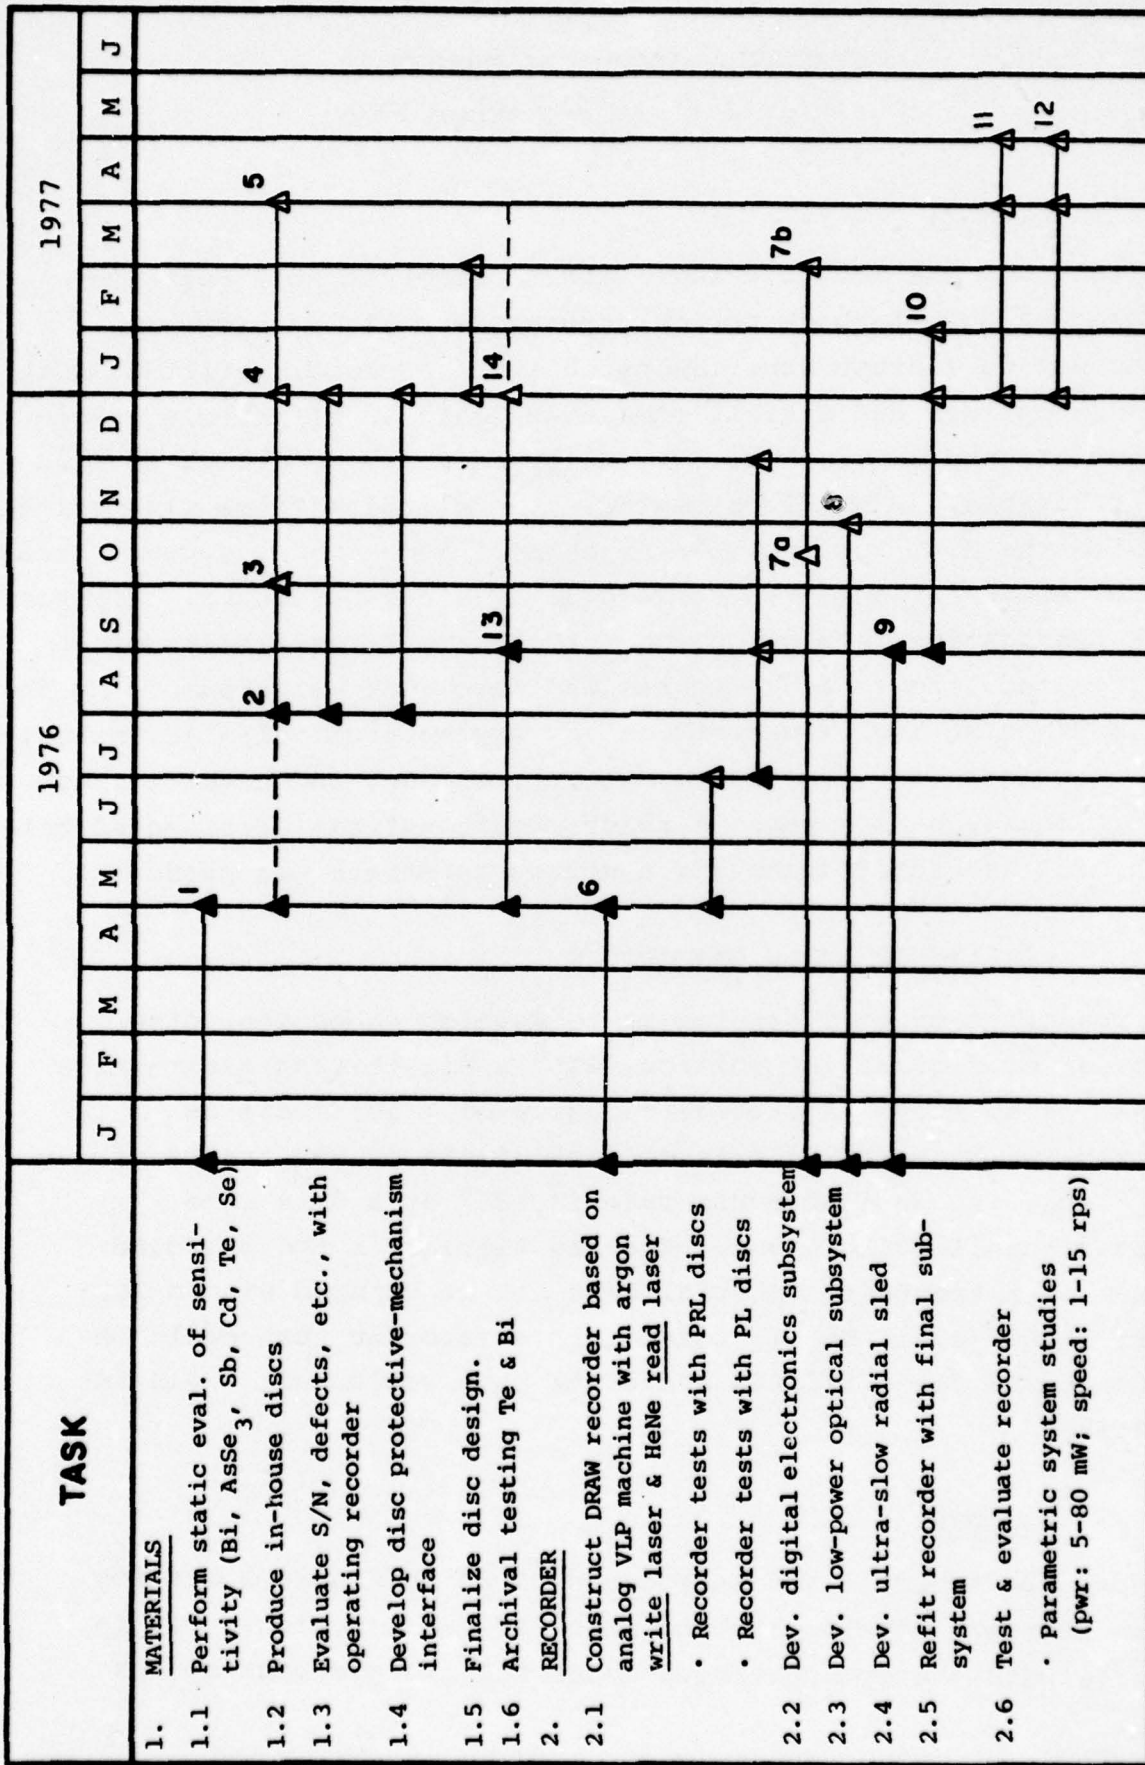 TASK
1976
1977
J F M A M J J A S O N D J F M A M J
1. MATERIALS
1.1 Perform static eval. of sensi-
tivity (Bi, AsSe3, Sb, Cd, Te, Se)
1
1.2 Produce in-house discs
2 3 4 5
1.3 Evaluate S/N, defects, etc., with
operating recorder
1.4 Develop disc protective-mechanism
interface
1.5 Finalize disc design.
1.6 Archival testing Te & Bi
13 14
2. RECORDER
2.1 Construct DRAW recorder based on
analog VLP machine with argon
write laser & HeNe read laser
6
· Recorder tests with PRL discs
· Recorder tests with PL discs
2.2 Dev. digital electronics subsystem
7a 7b
2.3 Dev. low-power optical subsystem
2.4 Dev. ultra-slow radial sled
9
2.5 Refit recorder with final sub-
system
10
2.6 Test & evaluate recorder
11
· Parametric system studies
(pwr: 5-80 mW; speed: 1-15 rps)
12